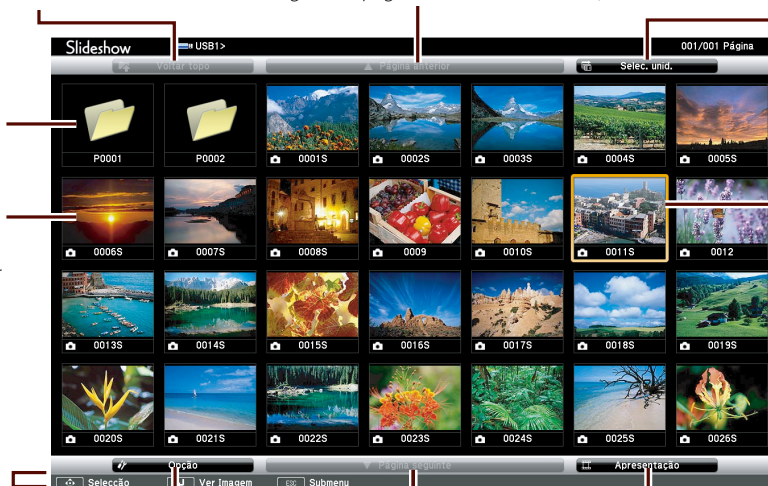 Slideshow USB1> 001/001 Página
Voltar topo Página anterior Selec. unid.
P0001 P0002 0001S 0002S 0003S 0004S 0005S
0006S 0007S 0008S 0009 0010S 0011S 0012
0013S 0014S 0015S 0016S 0017S 0018S 0019S
0020S 0021S 0022S 0023S 0024S 0025S 0026S
Opção Página seguinte Apresentação
Selecção Ver Imagem ESC Submenu